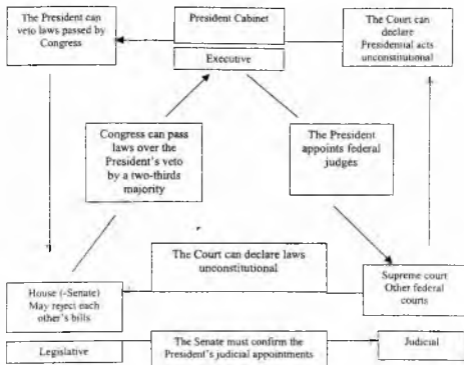 The President can
veto laws passed by
Congress
President Cabinet
Executive
The Court can
declare
Presidential acts
unconstitutional
Congress can pass
laws over the
President's veto
by a two-thirds
majority
The President
appoints federal
judges
The Court can declare laws
unconstitutional
House (-Senate)
May reject each
other's bills
Supreme court
Other federal
courts
Legislative
The Senate must confirm the
President's judicial appointments
Judicial